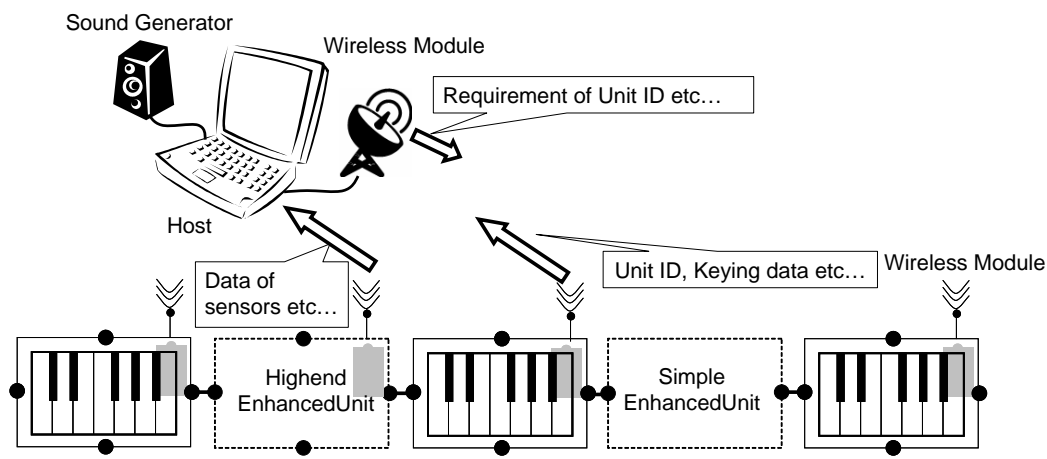 Sound Generator
Wireless Module
Requirement of Unit ID etc…
Host
Data of
sensors etc…
Unit ID, Keying data etc…
Wireless Module
Highend
EnhancedUnit
Simple
EnhancedUnit